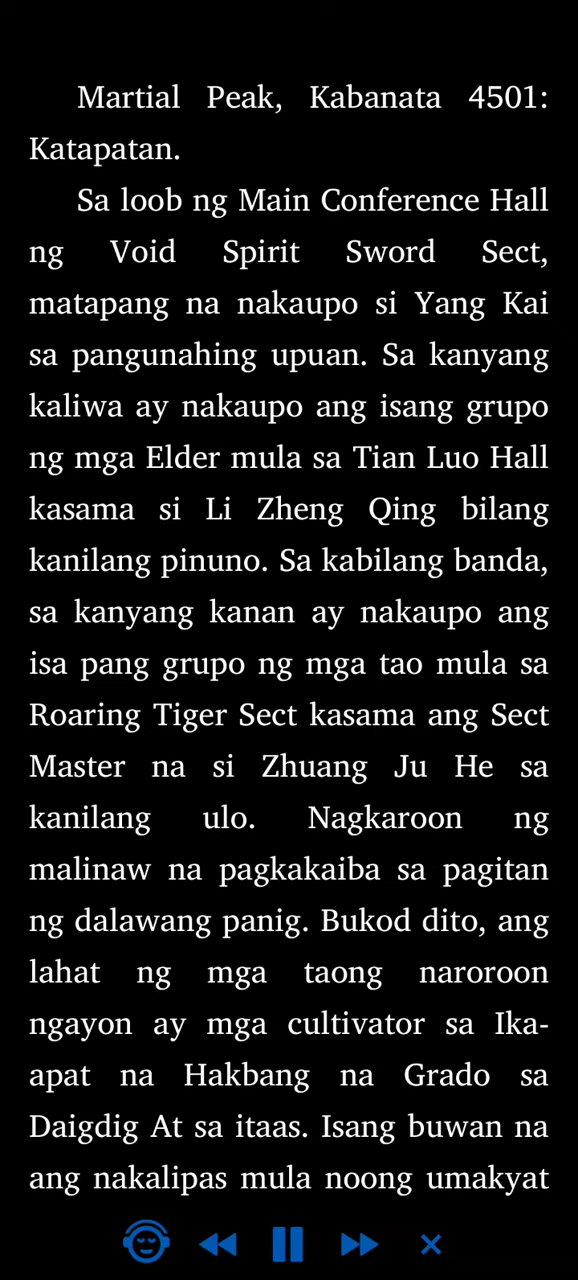 Martial Peak, Kabanata 4501:
Katapatan.
Sa loob ng Main Conference Hall
ng Void Spirit Sword Sect,
matapang na nakaupo si Yang Kai
sa pangunahing upuan. Sa kanyang
kaliwa ay nakaupo ang isang grupo
ng mga Elder mula sa Tian Luo Hall
kasama si Li Zheng Qing bilang
kanilang pinuno. Sa kabilang banda,
sa kanyang kanan ay nakaupo ang
isa pang grupo ng mga tao mula sa
Roaring Tiger Sect kasama ang Sect
Master na si Zhuang Ju He sa
kanilang ulo. Nagkaroon ng
malinaw na pagkakaiba sa pagitan
ng dalawang panig. Bukod dito, ang
lahat ng mga taong naroroon
ngayon ay mga cultivator sa Ika-
apat na Hakbang na Grado sa
Daigdig At sa itaas. Isang buwan na
ang nakalipas mula noong umakyat